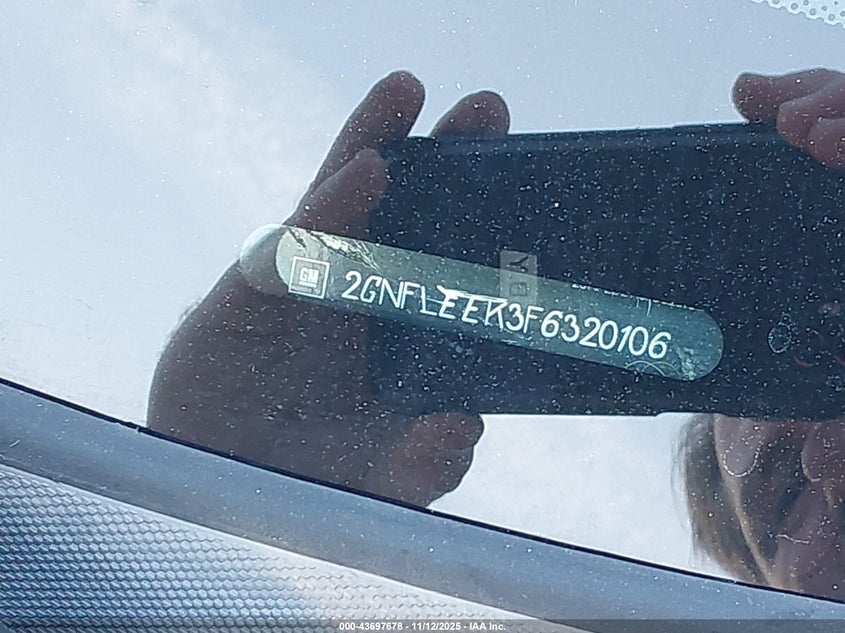 GM
2GNFLEEK3F6320106
000-43697678 - 11/12/2025 - IAA Inc.